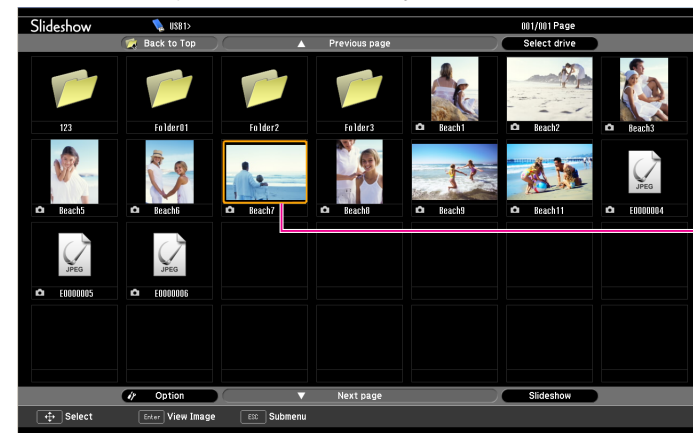 Slideshow USB1> 001/001 Page
Back to Top Previous page Select drive
123 Folder01 Folder2 Folder3 Beach1 Beach2 Beach3
JPEG
Beach5 Beach6 Beach7 Beach8 Beach9 Beach11 E0000004
JPEG JPEG
E0000005 E0000006
Option Next page Slideshow
Select Enter View Image ESC Submenu